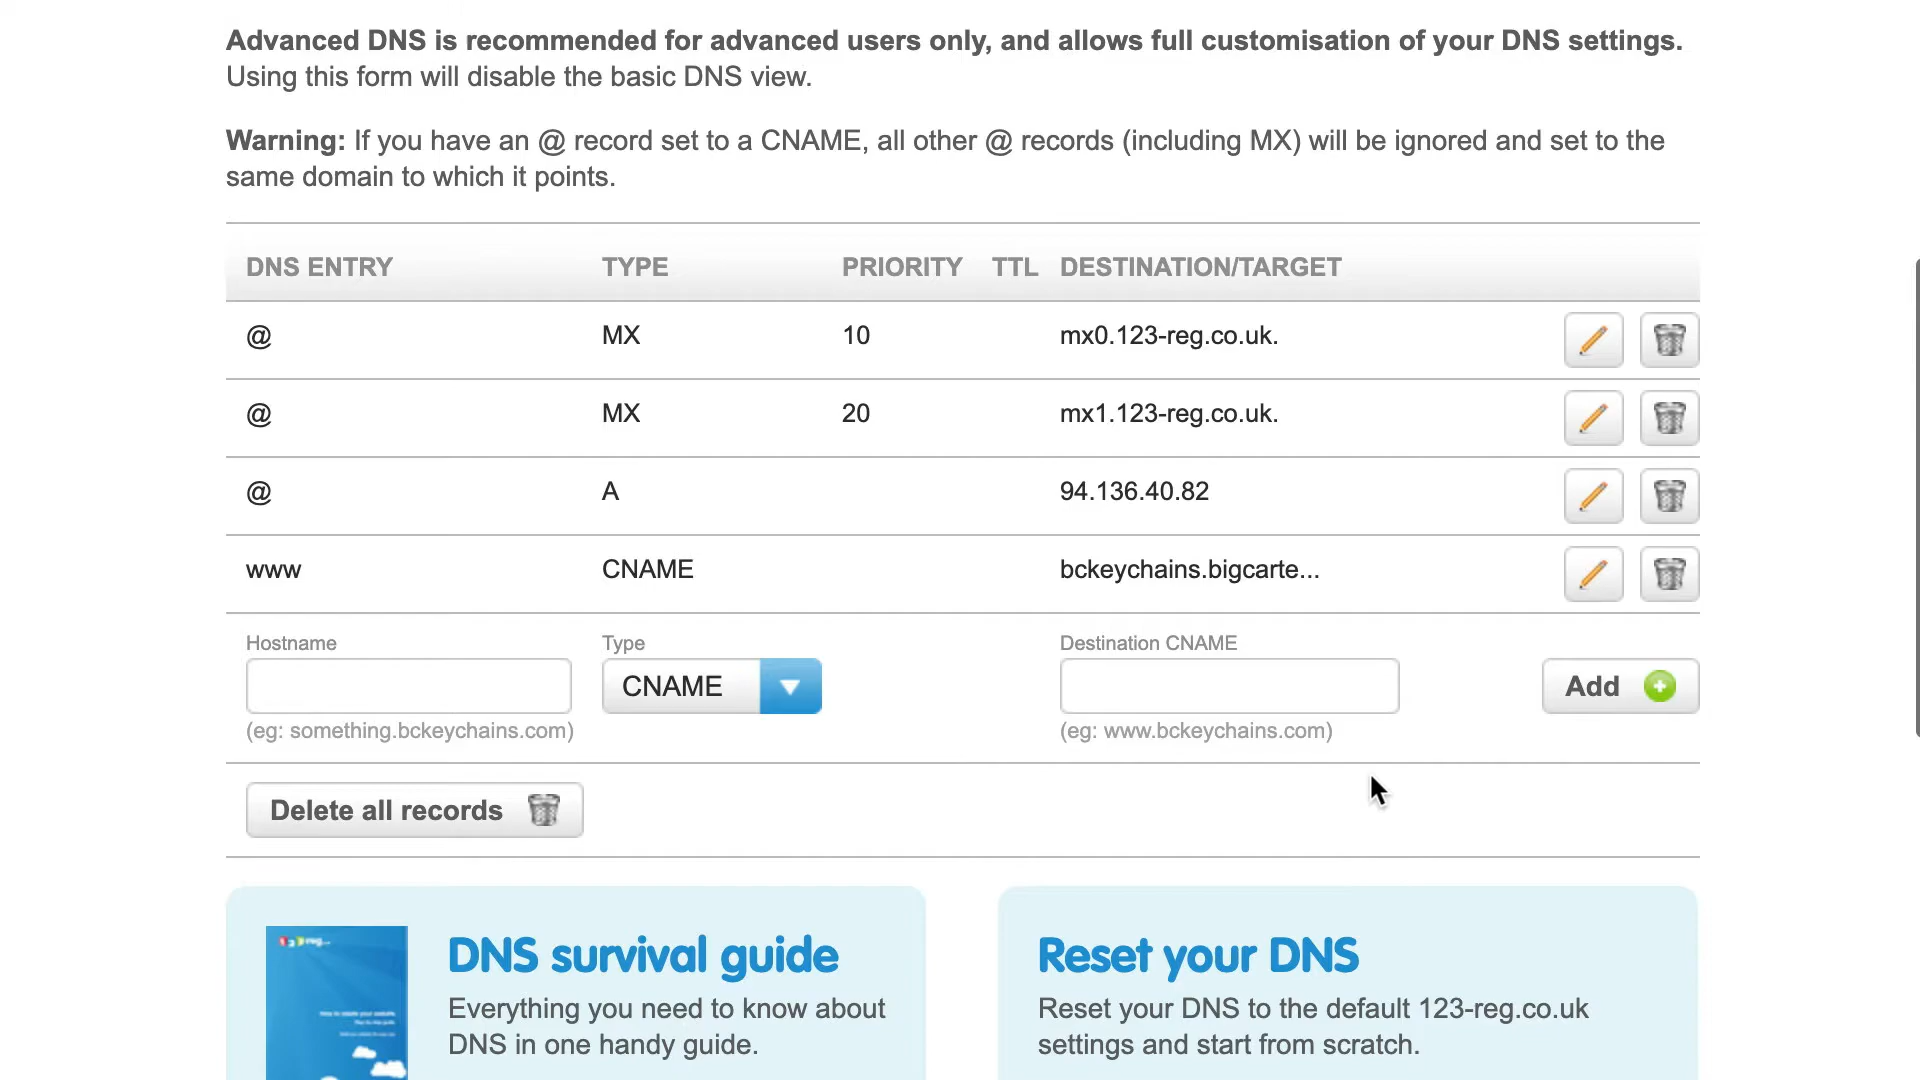 Advanced DNS is recommended for advanced users only, and allows full customisation of your DNS settings.
Using this form will disable the basic DNS view.
Warning: If you have an @ record set to a CNAME, all other @ records (including MX) will be ignored and set to the
same domain to which it points.
DNS ENTRY TYPE PRIORITY TTL DESTINATION/TARGET
@ MX 10 mx0.123-reg.co.uk.
@ MX 20 mx1.123-reg.co.uk.
@ A 94.136.40.82
www CNAME bckeychains.bigcarte...
Hostname Type Destination CNAME
CNAME Add
(eg: something.bckeychains.com) (eg: www.bckeychains.com)
Delete all records
DNS survival guide
Everything you need to know about
DNS in one handy guide.
Reset your DNS
Reset your DNS to the default 123-reg.co.uk
settings and start from scratch.